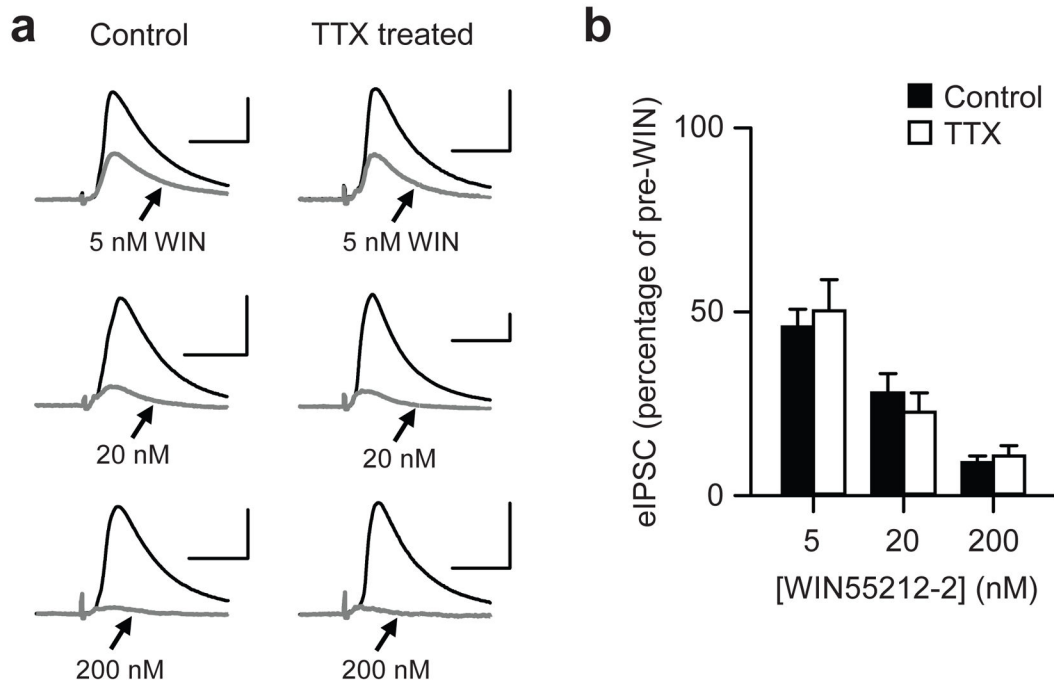 a
Control
TTX treated
5 nM WIN
5 nM WIN
20 nM
20 nM
200 nM
200 nM
b
eIPSC (percentage of pre-WIN)
Control
TTX
100
50
0
5 20 200
[WIN55212-2] (nM)